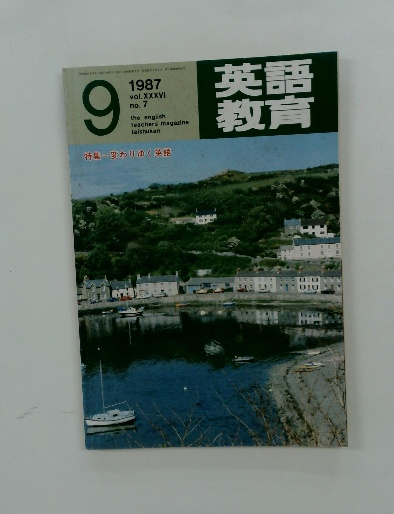 9
1987
vol.XXXVI
no.7
the english
teachers' magazine
taishukan
英語
教育
特集―変わりゆく英語